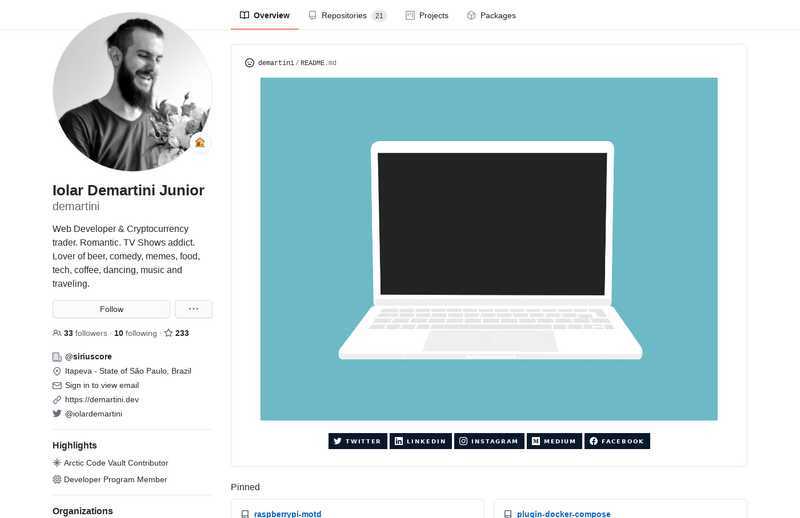 Overview
Repositories 21
Projects
Packages
Iolar Demartini Junior
demartini
Web Developer & Cryptocurrency
trader. Romantic. TV Shows addict.
Lover of beer, comedy, memes, food,
tech, coffee, dancing, music and
traveling.
Follow
33 followers · 10 following · 233
@siriuscore
Itapeva - State of São Paulo, Brazil
Sign in to view email
https://demartini.dev
@iolardemartini
Highlights
Arctic Code Vault Contributor
Developer Program Member
Organizations
demartini/README.md
TWITTER
LINKEDIN
INSTAGRAM
MEDIUM
FACEBOOK
Pinned
raspberrypi-motd
plugin-docker-compose